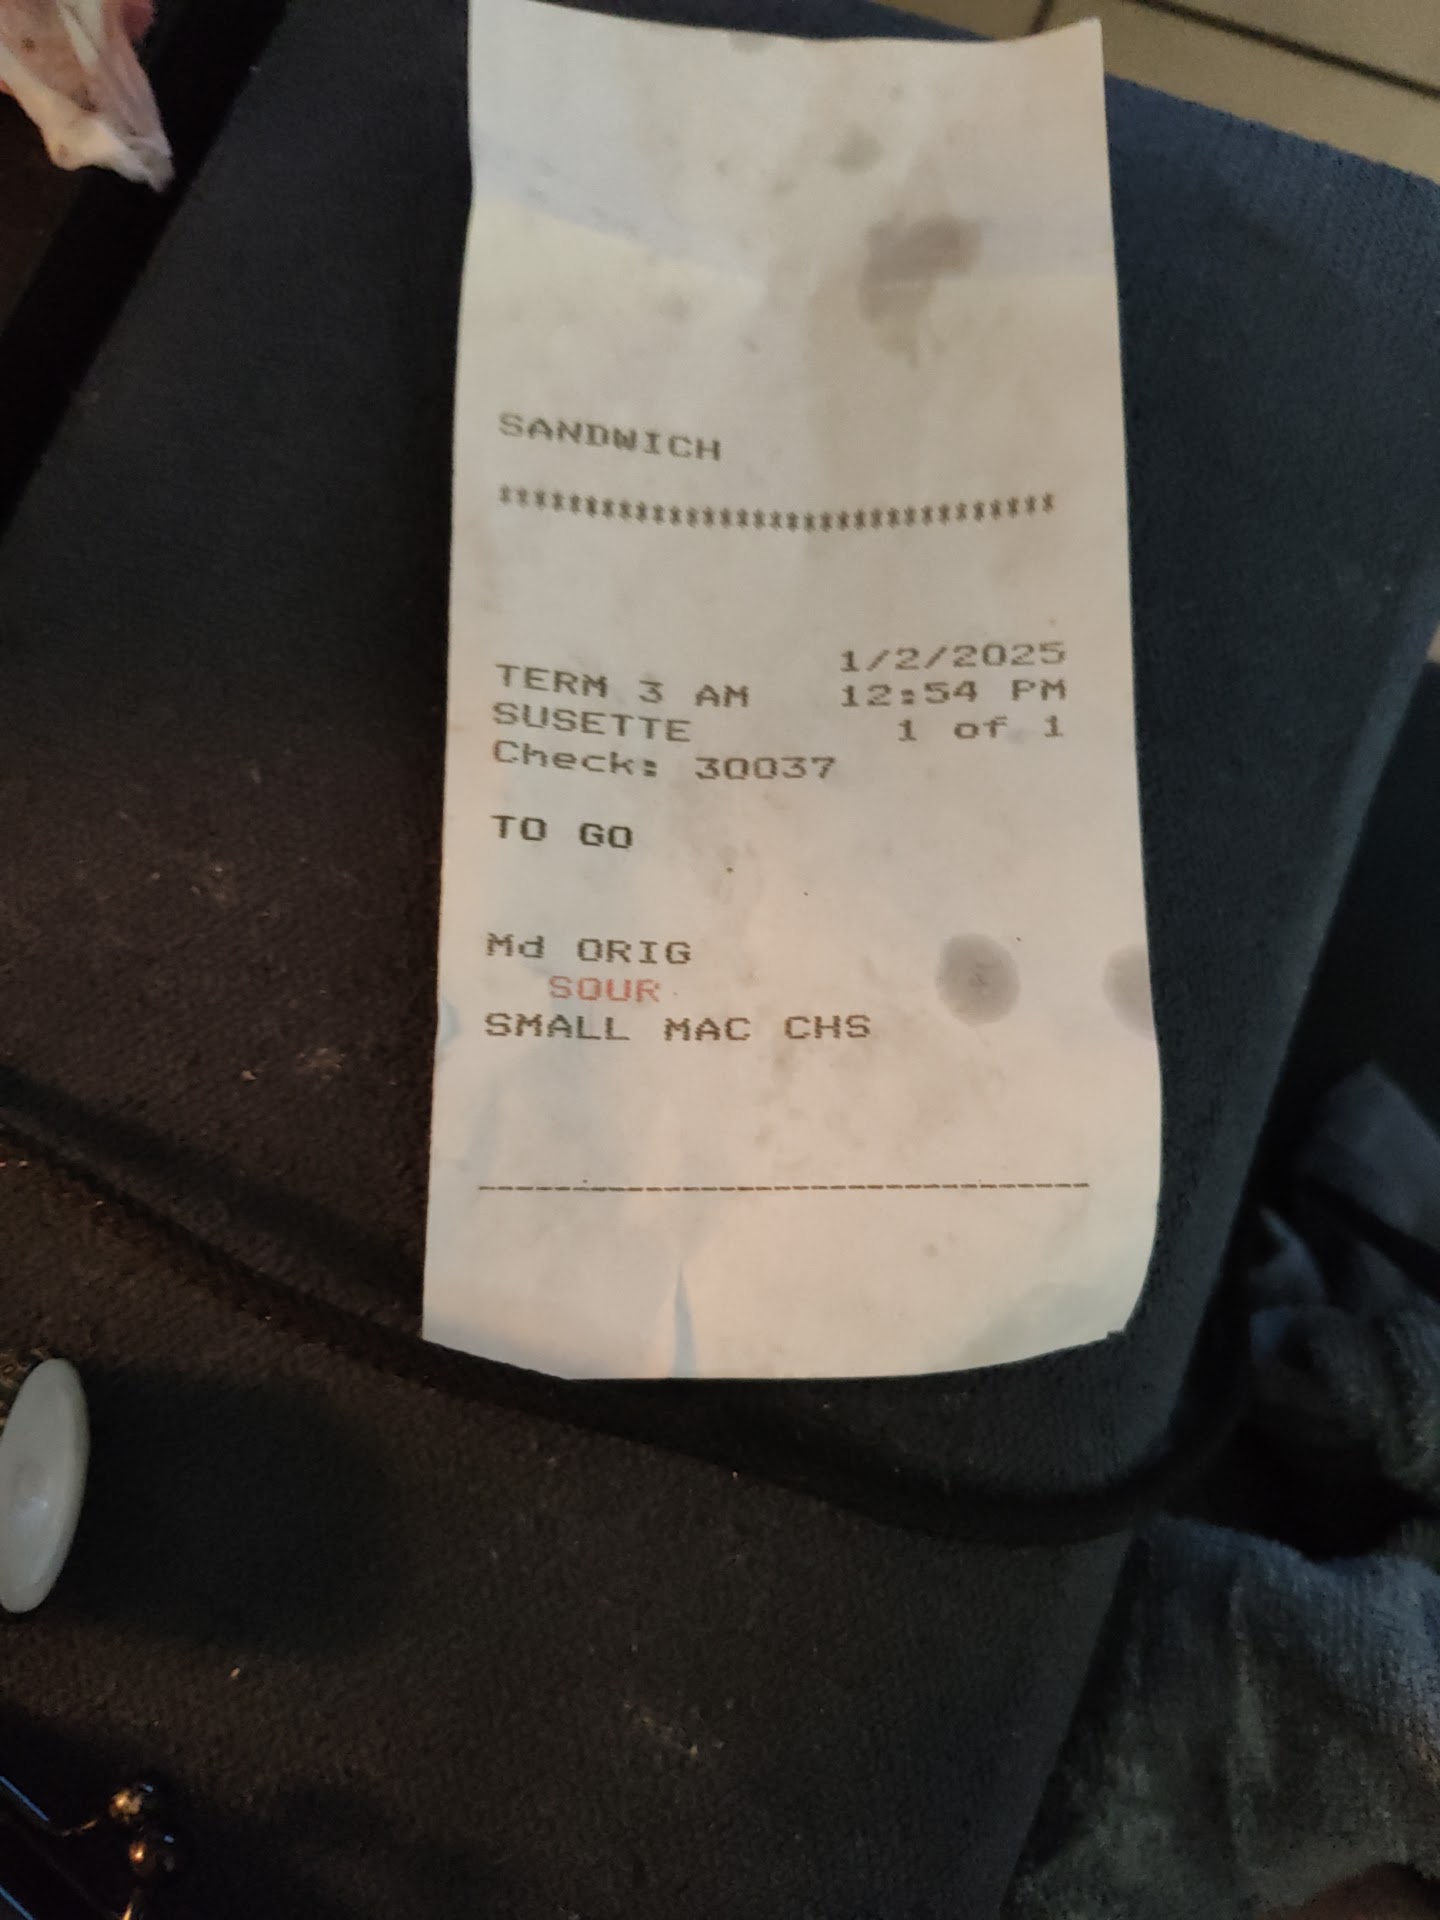 SANDWICH
********************************
1/2/2025
TERM 3 AM 12:54 PM
SUSETTE 1 of 1
Check: 30037
TO GO
Md ORIG
SOUR
SMALL MAC CHS
-----------------------------------